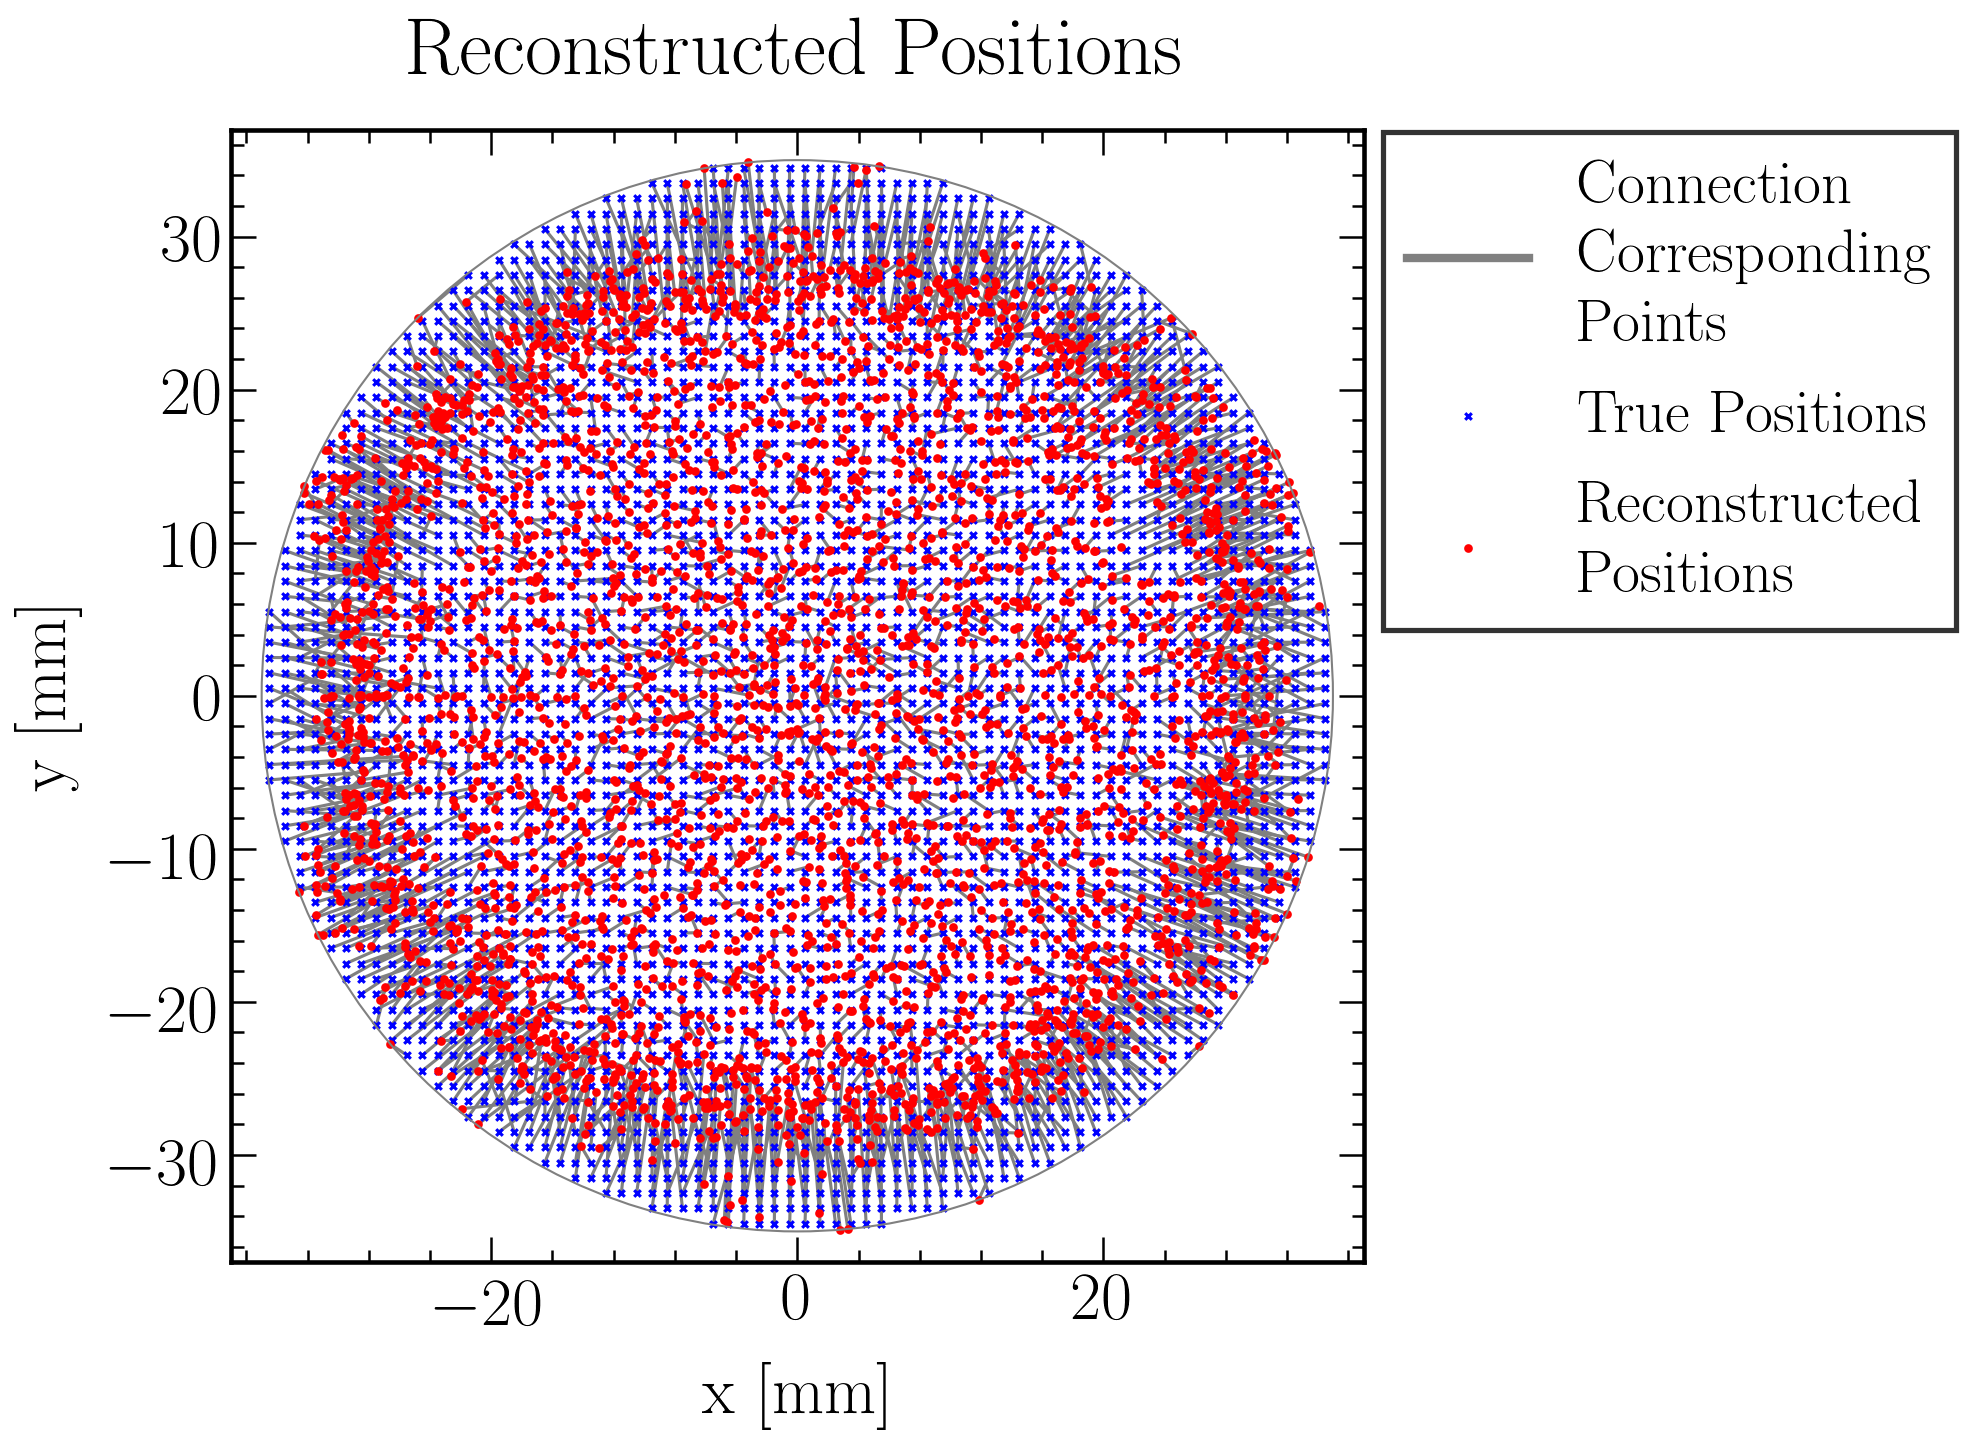 Reconstructed Positions
Connection
Corresponding
Points
True Positions
Reconstructed
Positions
y [mm]
30
20
10
0
−10
−20
−30
−20 0 20
x [mm]